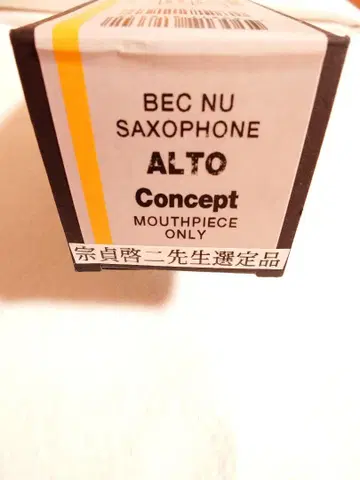 BEC NU
SAXOPHONE
ALTO
Concept
MOUTHPIECE
ONLY
宗貞啓二先生選定品